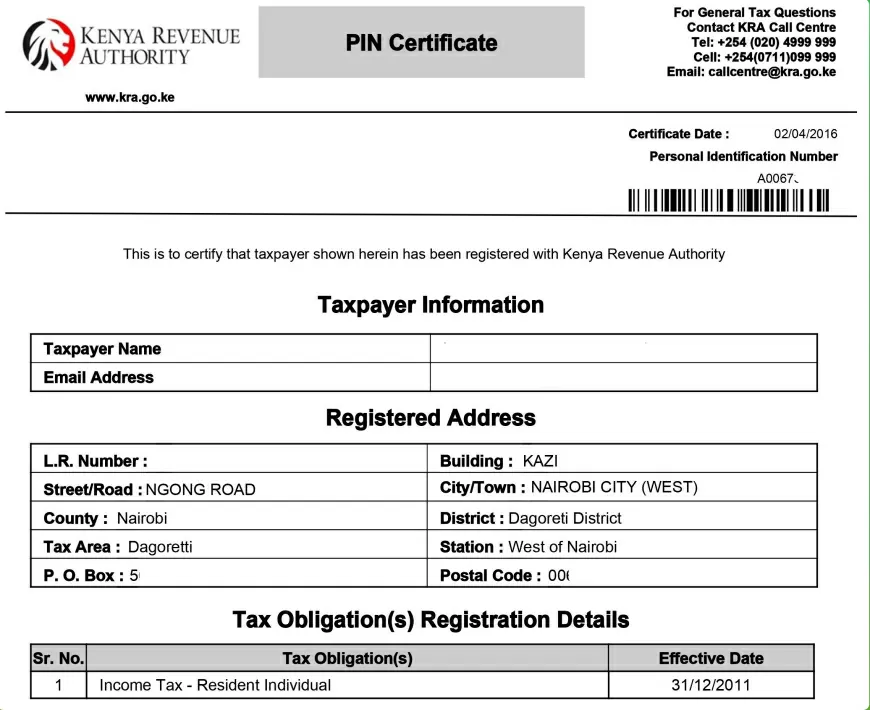 KENYA REVENUE
AUTHORITY
www.kra.go.ke
PIN Certificate
For General Tax Questions
Contact KRA Call Centre
Tel: +254 (020) 4999 999
Cell: +254(0711)099 999
Email: callcentre@kra.go.ke
Certificate Date : 02/04/2016
Personal Identification Number
A0067
This is to certify that taxpayer shown herein has been registered with Kenya Revenue Authority
Taxpayer Information
Taxpayer Name
Email Address
Registered Address
L.R. Number : Building : KAZI
Street/Road : NGONG ROAD City/Town : NAIROBI CITY (WEST)
County : Nairobi District : Dagoreti District
Tax Area : Dagoretti Station : West of Nairobi
P. O. Box : 5 Postal Code : 00
Tax Obligation(s) Registration Details
Sr. No. Tax Obligation(s) Effective Date
1 Income Tax - Resident Individual 31/12/2011